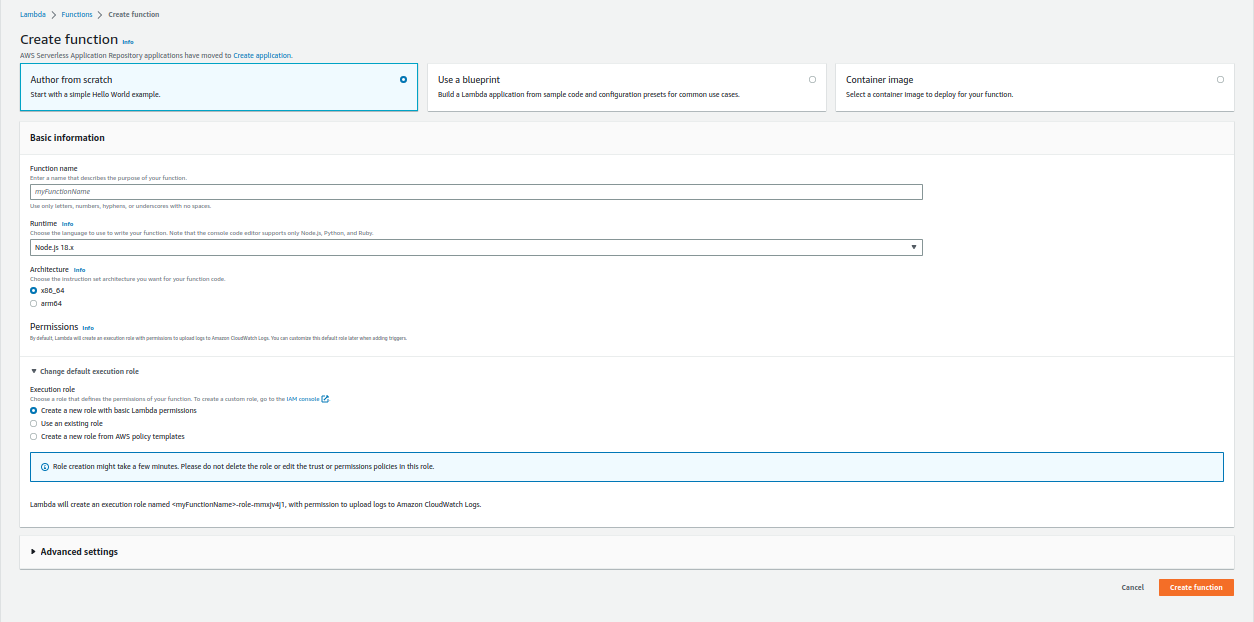 Lambda > Functions > Create function
Create function Info
AWS Serverless Application Repository applications have moved to Create application.
Author from scratch
Start with a simple Hello World example.
Use a blueprint
Build a Lambda application from sample code and configuration presets for common use cases.
Container image
Select a container image to deploy for your function.
Basic information
Function name
Enter a name that describes the purpose of your function.
myFunctionName
Use only letters, numbers, hyphens, or underscores with no spaces.
Runtime Info
Choose the language to use to write your function. Note that the console code editor supports only Node.js, Python, and Ruby.
Node.js 18.x
Architecture Info
Choose the instruction set architecture you want for your function code.
x86_64
arm64
Permissions Info
By default, Lambda will create an execution role with permissions to upload logs to Amazon CloudWatch Logs. You can customize this default role later when adding triggers.
Change default execution role
Execution role
Choose a role that defines the permissions of your function. To create a custom role, go to the IAM console.
Create a new role with basic Lambda permissions
Use an existing role
Create a new role from AWS policy templates
Role creation might take a few minutes. Please do not delete the role or edit the trust or permissions policies in this role.
Lambda will create an execution role named <myFunctionName>-role-mmxjv4j1, with permission to upload logs to Amazon CloudWatch Logs.
Advanced settings
Cancel
Create function